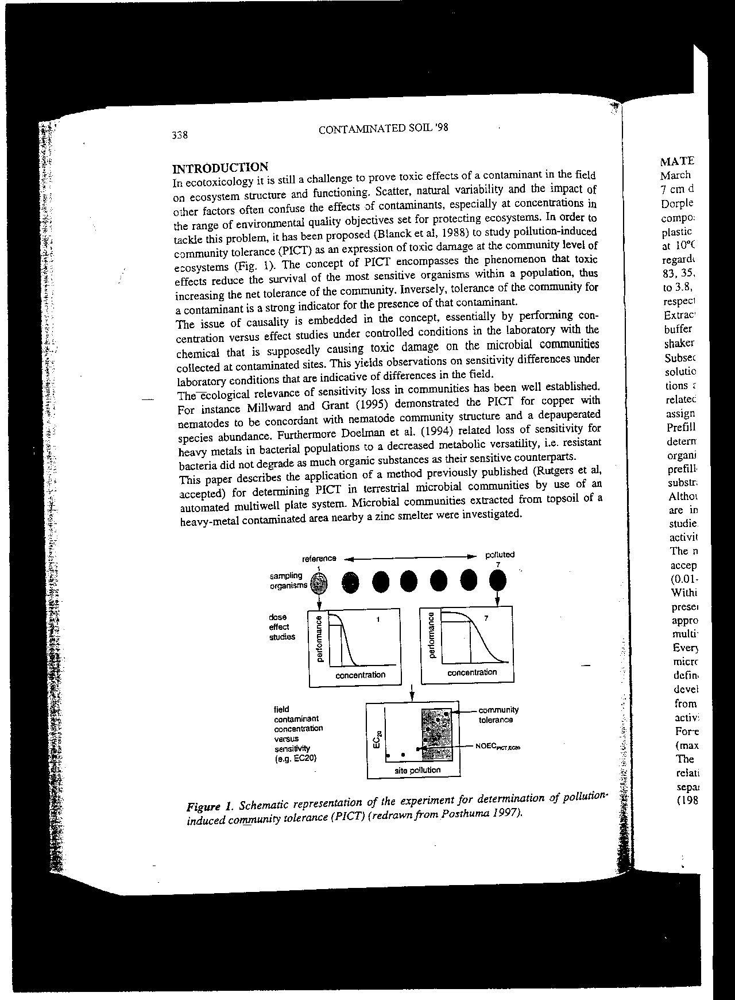 338
CONTAMINATED SOIL '98
INTRODUCTION
In ecotoxicology it is still a challenge to prove toxic effects of a contaminant in the field
on ecosystem structure and functioning. Scatter, natural variability and the impact of
other factors often confuse the effects of contaminants, especially at concentrations in
the range of environmental quality objectives set for protecting ecosystems. In order to
tackle this problem, it has been proposed (Blanck et al, 1988) to study pollution-induced
community tolerance (PICT) as an expression of toxic damage at the community level of
ecosystems (Fig. 1). The concept of PICT encompasses the phenomenon that toxic
effects reduce the survival of the most sensitive organisms within a population, thus
increasing the net tolerance of the community. Inversely, tolerance of the community for
a contaminant is a strong indicator for the presence of that contaminant.
The issue of causality is embedded in the concept, essentially by performing con-
centration versus effect studies under controlled conditions in the laboratory with the
chemical that is supposedly causing toxic damage on the microbial communities
collected at contaminated sites. This yields observations on sensitivity differences under
laboratory conditions that are indicative of differences in the field.
The ecological relevance of sensitivity loss in communities has been well established.
For instance Millward and Grant (1995) demonstrated the PICT for copper with
nematodes to be concordant with nematode community structure and a depauperated
species abundance. Furthermore Doelman et al. (1994) related loss of sensitivity for
heavy metals in bacterial populations to a decreased metabolic versatility, i.e. resistant
bacteria did not degrade as much organic substances as their sensitive counterparts.
This paper describes the application of a method previously published (Rutgers et al,
accepted) for determining PICT in terrestrial microbial communities by use of an
automated multiwell plate system. Microbial communities extracted from topsoil of a
heavy-metal contaminated area nearby a zinc smelter were investigated.
reference
polluted
1
7
sampling
organisms
dose
effect
studies
performance
1
concentration
performance
7
concentration
field
contaminant
concentration
versus
sensitivity
(e.g. EC20)
EC20
site pollution
community
tolerance
NOECPICT,EC20
Figure 1. Schematic representation of the experiment for determination of pollution-
induced community tolerance (PICT) (redrawn from Posthuma 1997).
MATE
March
7 cm d
Dorple
compo
plastic
at 10°C
regard
83, 35,
to 3.8,
respect
Extrac
buffer
shaker
Subsec
solutic
tions
related
assign
Prefill
determ
organi
prefill
substr
Althou
are in
studie
activit
The n
accep
(0.01-
Withi
prese
appro
multi
Every
micro
defin
devel
from
activ
For e
(max
The
relati
sepa
(198